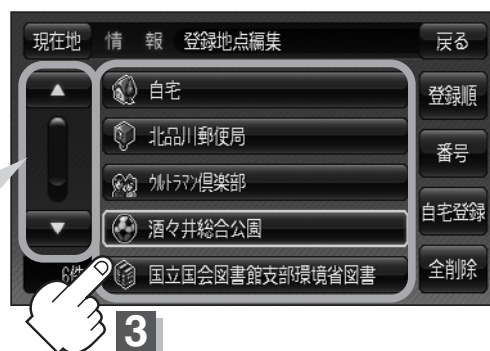 現在地 情 報 登録地点編集 戻る
▲ 自宅 登録順
北品川郵便局 番号
ウルトラマン倶楽部
▼ 酒々井総合公園 自宅登録
6件 国立国会図書館支部環境省図書 全削除
3